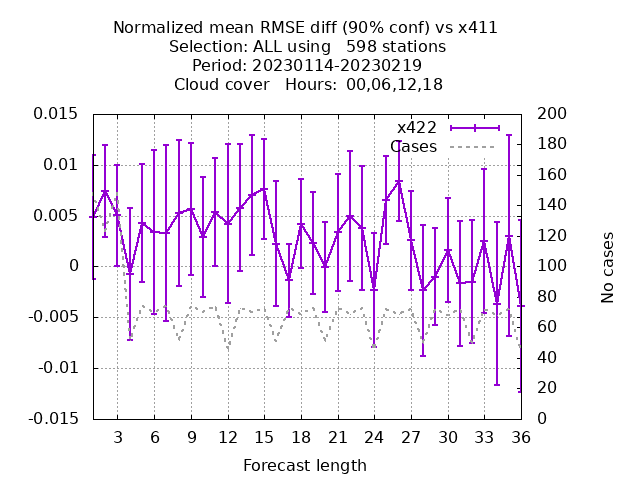 Normalized mean RMSE diff (90% conf) vs x411
Selection: ALL using   598 stations
Period: 20230114-20230219
Cloud cover   Hours:  00,06,12,18
x422
Cases
0.015
0.01
0.005
0
-0.005
-0.01
-0.015
200
180
160
140
120
100
80
60
40
20
0
No cases
3 6 9 12 15 18 21 24 27 30 33 36
Forecast length